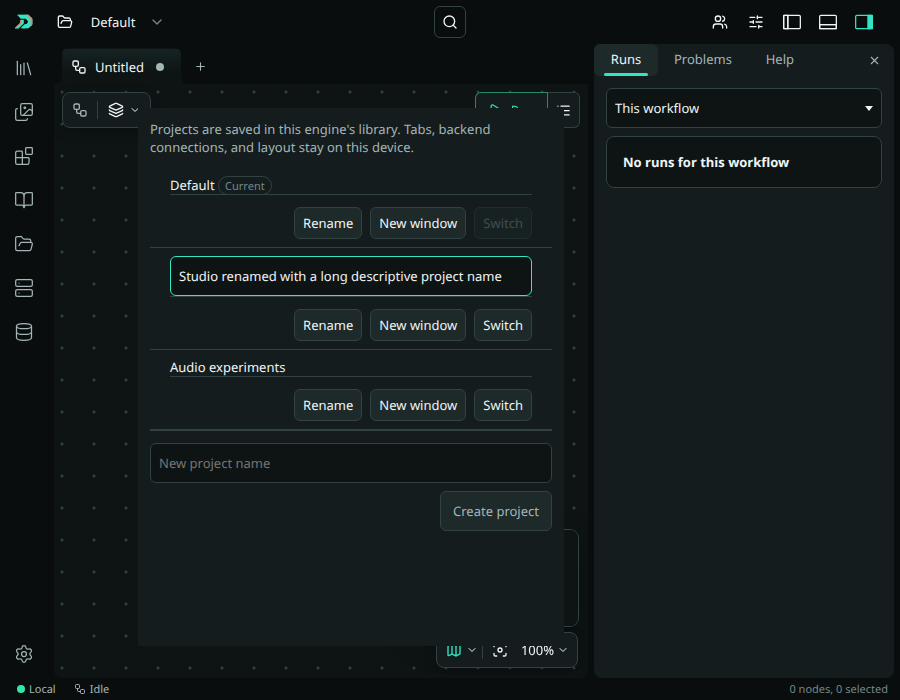 Default
Untitled
Runs
Problems
Help
This workflow
No runs for this workflow
Projects are saved in this engine's library. Tabs, backend
connections, and layout stay on this device.
Default
Current
Rename
New window
Switch
Studio renamed with a long descriptive project name
Rename
New window
Switch
Audio experiments
Rename
New window
Switch
New project name
Create project
100%
Local
Idle
0 nodes, 0 selected